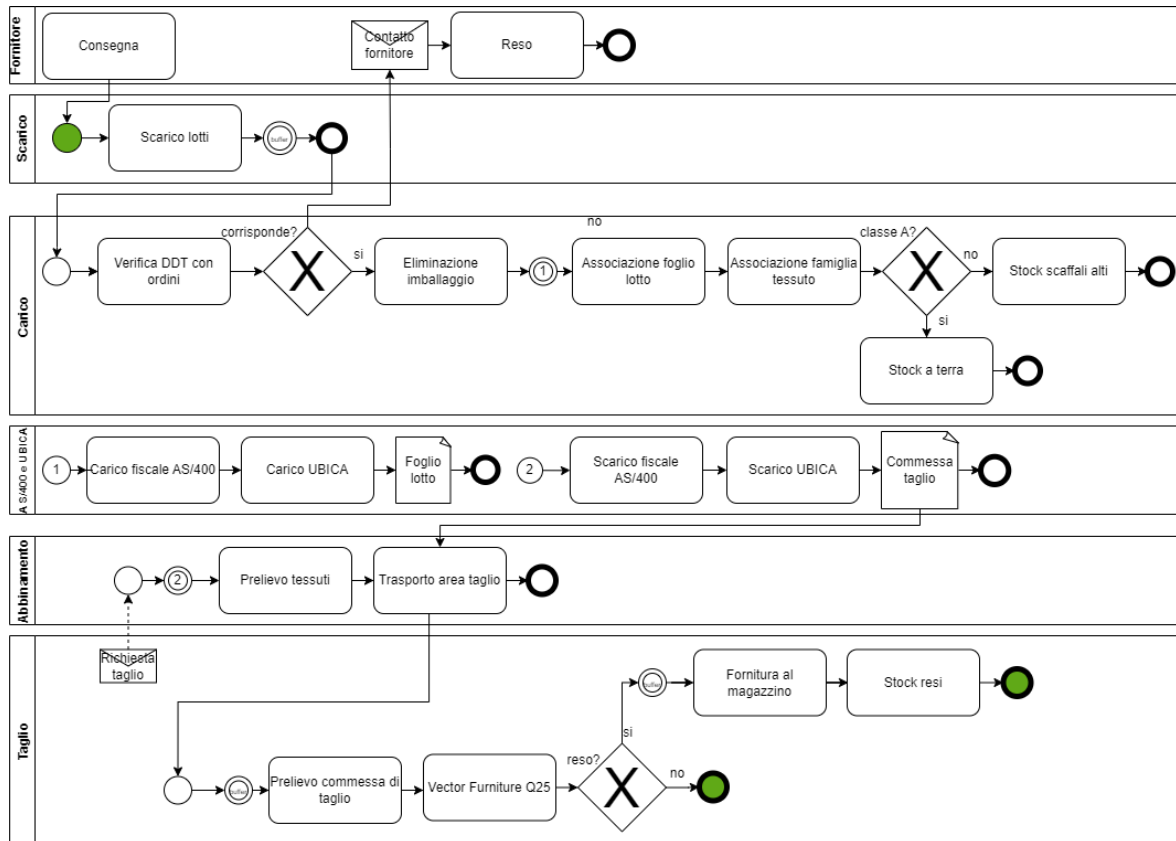 Fornitore
Consegna
Contatto
fornitore
Reso
Scarico
Scarico lotti
buffer
Carico
corrisponde?
no
classe A?
Verifica DDT con
ordini
X
si
Eliminazione
imballaggio
1
Associazione foglio
lotto
Associazione famiglia
tessuto
X
no
Stock scaffali alti
si
Stock a terra
AS/400 e UBICA
1
Carico fiscale AS/400
Carico UBICA
Foglio
lotto
2
Scarico fiscale
AS/400
Scarico UBICA
Commessa
taglio
Abbinamento
2
Prelievo tessuti
Trasporto area taglio
Taglio
Richiesta
taglio
buffer
Fornitura al
magazzino
Stock resi
si
reso?
buffer
Prelievo commessa di
taglio
Vector Furniture Q25
X
no